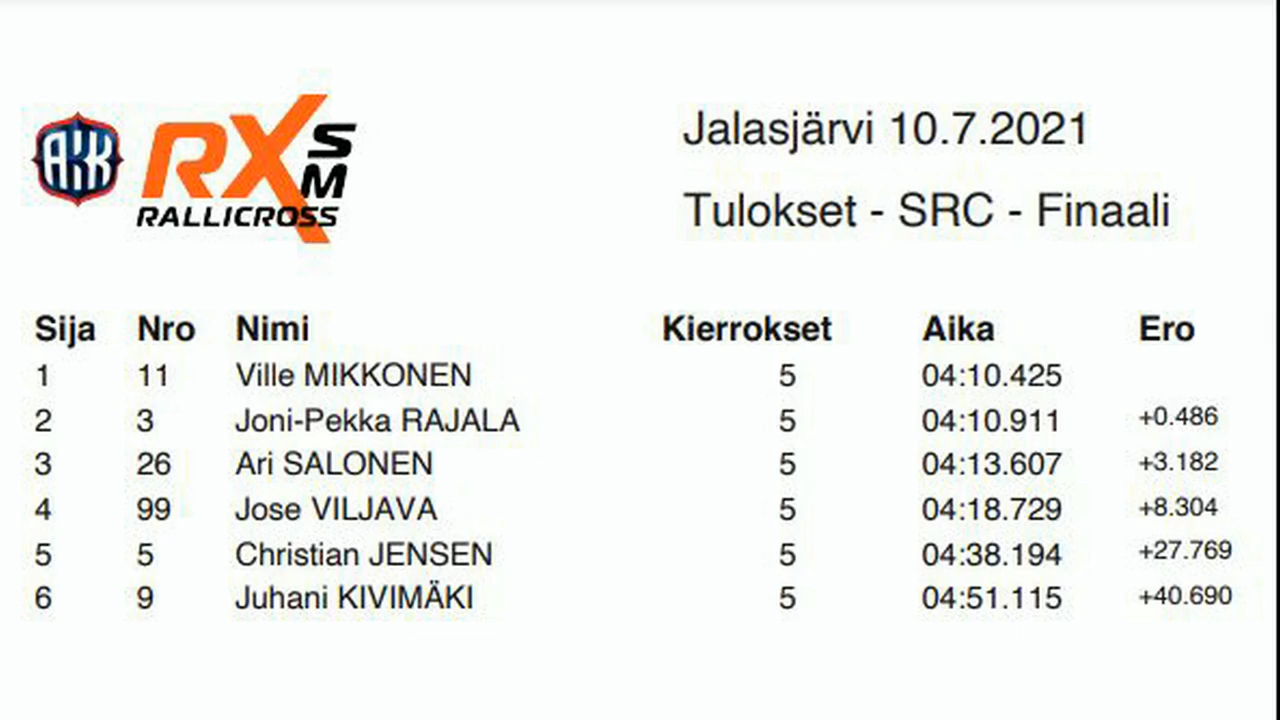 AKK RX SM
RALLICROSS
Jalasjärvi 10.7.2021
Tulokset - SRC - Finaali
Sija Nro Nimi Kierrokset Aika Ero
1 11 Ville MIKKONEN 5 04:10.425
2 3 Joni-Pekka RAJALA 5 04:10.911 +0.486
3 26 Ari SALONEN 5 04:13.607 +3.182
4 99 Jose VILJAVA 5 04:18.729 +8.304
5 5 Christian JENSEN 5 04:38.194 +27.769
6 9 Juhani KIVIMÄKI 5 04:51.115 +40.690